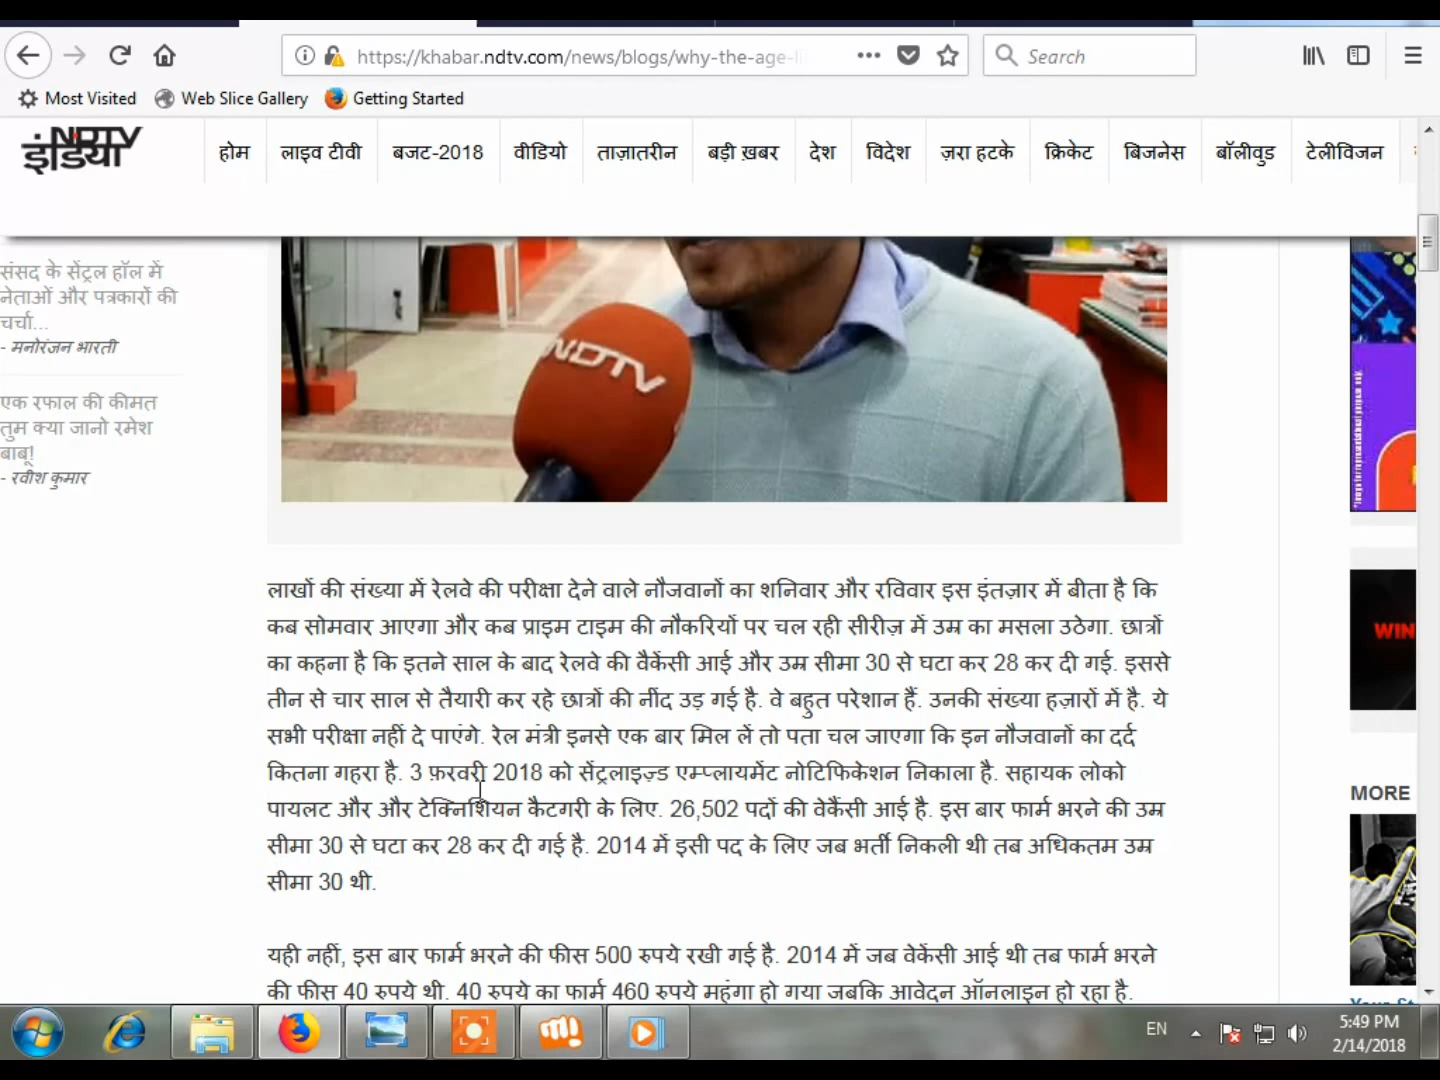 https://khabar.ndtv.com/news/blogs/why-the-age-li
Search
Most Visited
Web Slice Gallery
Getting Started
NDTV
इंडिया
होम
लाइव टीवी
बजट-2018
वीडियो
ताज़ातरीन
बड़ी ख़बर
देश
विदेश
ज़रा हटके
क्रिकेट
बिजनेस
बॉलीवुड
टेलीविजन
संसद के सेंट्रल हॉल में
नेताओं और पत्रकारों की
चर्चा...
- मनोरंजन भारती
एक रफाल की कीमत
तुम क्या जानो रमेश
बाबू!
- रवीश कुमार
NDTV
लाखों की संख्या में रेलवे की परीक्षा देने वाले नौजवानों का शनिवार और रविवार इस इंतज़ार में बीता है कि
कब सोमवार आएगा और कब प्राइम टाइम की नौकरियों पर चल रही सीरीज़ में उम्र का मसला उठेगा. छात्रों
का कहना है कि इतने साल के बाद रेलवे की वैकेंसी आई और उम्र सीमा 30 से घटा कर 28 कर दी गई. इससे
तीन से चार साल से तैयारी कर रहे छात्रों की नींद उड़ गई है. वे बहुत परेशान हैं. उनकी संख्या हज़ारों में है. ये
सभी परीक्षा नहीं दे पाएंगे. रेल मंत्री इनसे एक बार मिल लें तो पता चल जाएगा कि इन नौजवानों का दर्द
कितना गहरा है. 3 फ़रवरी 2018 को सेंट्रलाइज़्ड एम्प्लायमेंट नोटिफिकेशन निकाला है. सहायक लोको
पायलट और और टेक्निशियन कैटगरी के लिए. 26,502 पदों की वेकैंसी आई है. इस बार फार्म भरने की उम्र
सीमा 30 से घटा कर 28 कर दी गई है. 2014 में इसी पद के लिए जब भर्ती निकली थी तब अधिकतम उम्र
सीमा 30 थी.
यही नहीं, इस बार फार्म भरने की फीस 500 रुपये रखी गई है. 2014 में जब वेकेंसी आई थी तब फार्म भरने
की फीस 40 रुपये थी. 40 रुपये का फार्म 460 रुपये महंगा हो गया जबकि आवेदन ऑनलाइन हो रहा है.
WIN
MORE
EN
5:49 PM
2/14/2018